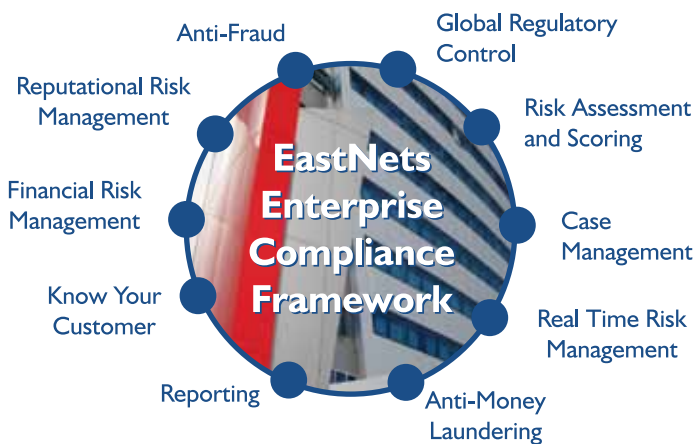 Anti-Fraud
Global Regulatory
Control
Reputational Risk
Management
Risk Assessment
and Scoring
EastNets
Enterprise
Compliance
Framework
Financial Risk
Management
Case
Management
Know Your
Customer
Real Time Risk
Management
Reporting
Anti-Money
Laundering